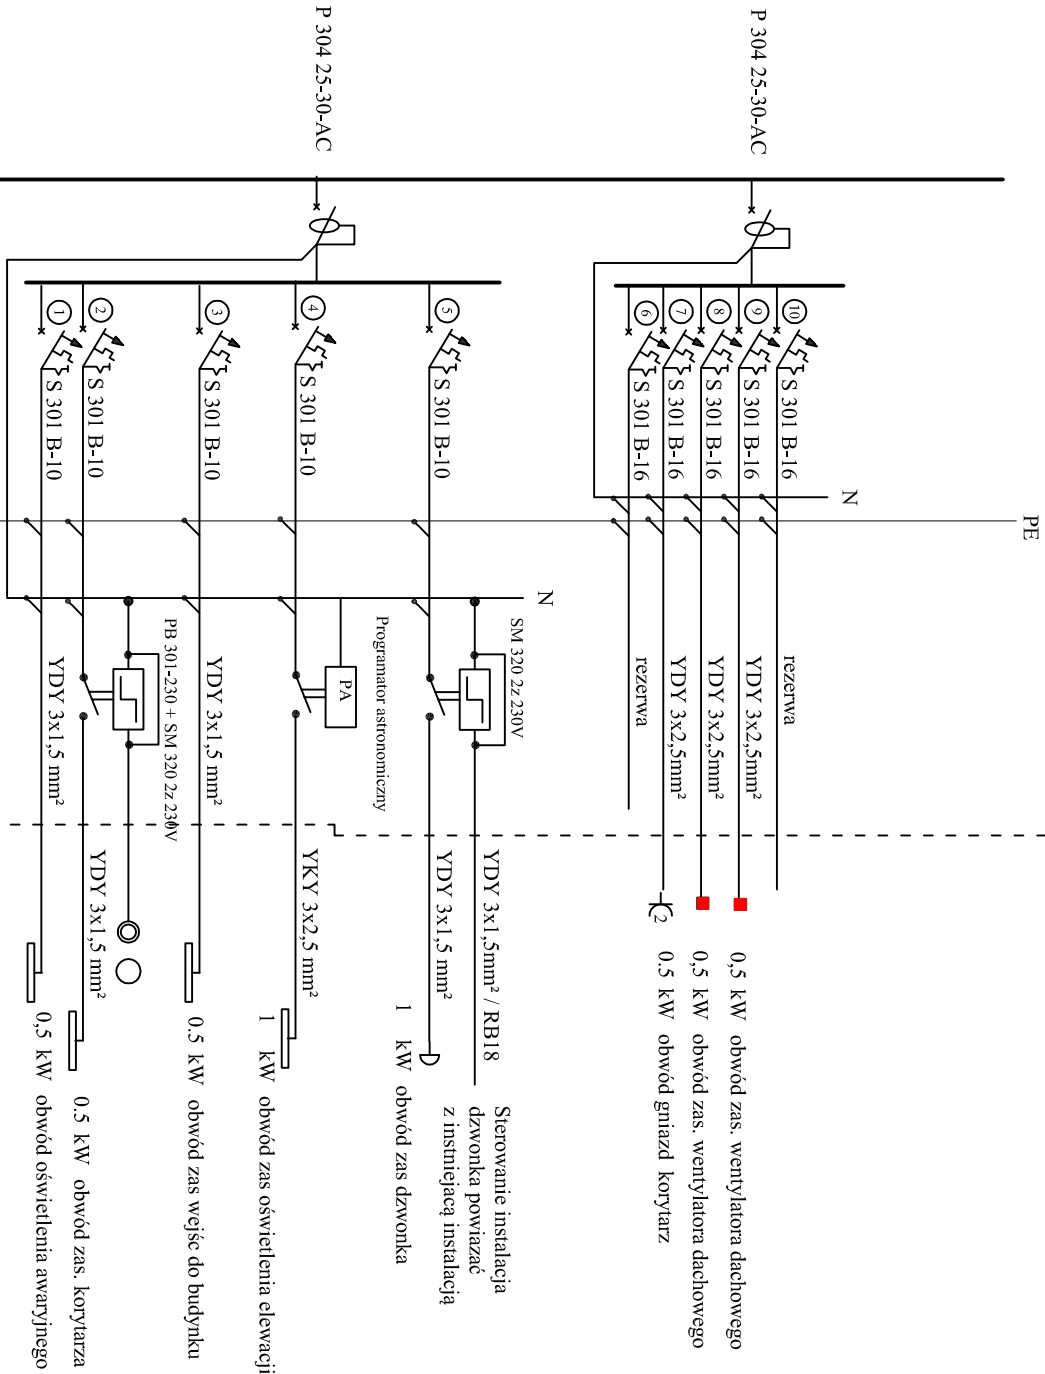 P 304 25-30-AC
P 304 25-30-AC
1
2
3
4
5
6
7
8
9
10
S 301 B-10
S 301 B-10
S 301 B-10
S 301 B-10
S 301 B-10
S 301 B-16
S 301 B-16
S 301 B-16
S 301 B-16
S 301 B-16
N
PE
N
PB 301-230 + SM 320 2z 230V
PA
Programator astronomiczny
SM 320 2z 230V
YDY 3x1,5 mm²
YDY 3x1,5 mm²
YDY 3x1,5 mm²
YKY 3x2,5 mm²
YDY 3x1,5 mm²
YDY 3x1,5mm² / RB18
rezerwa
YDY 3x2,5mm²
YDY 3x2,5mm²
YDY 3x2,5mm²
rezerwa
2
0,5 kW obwód oświetlenia awaryjnego
0.5 kW obwód zas. korytarza
0.5 kW obwód zas wejśc do budynku
1 kW obwód zas oświetlenia elewacji
1 kW obwód zas dzwonka
Sterowanie instalacja
dzwonka powiazać
z instniejacą instalacją
0.5 kW obwód gniazd korytarz
0,5 kW obwód zas. wentylatora dachowego
0,5 kW obwód zas. wentylatora dachowego